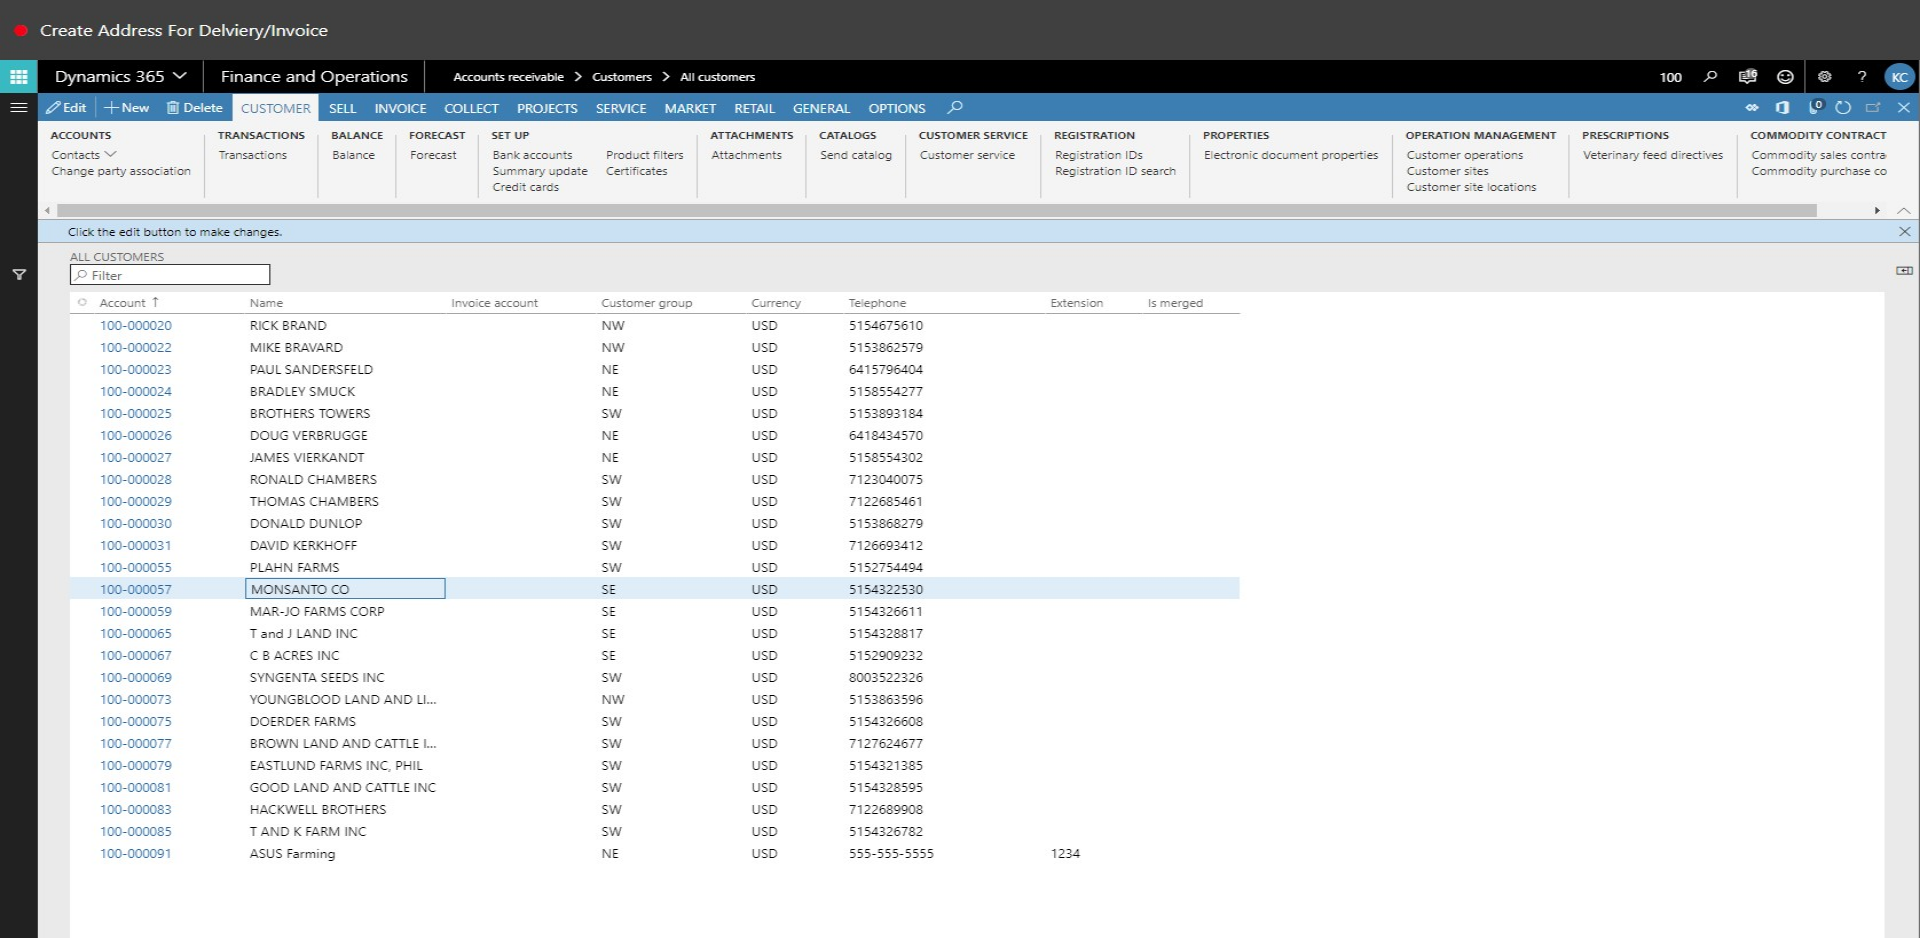 Create Address For Delviery/Invoice
Dynamics 365 Finance and Operations Accounts receivable > Customers > All customers 100 16 ? KC
Edit New Delete CUSTOMER SELL INVOICE COLLECT PROJECTS SERVICE MARKET RETAIL GENERAL OPTIONS 0
ACCOUNTS TRANSACTIONS BALANCE FORECAST SET UP ATTACHMENTS CATALOGS CUSTOMER SERVICE REGISTRATION PROPERTIES OPERATION MANAGEMENT PRESCRIPTIONS COMMODITY CONTRACT
Contacts Transactions Balance Forecast Bank accounts Product filters Attachments Send catalog Customer service Registration IDs Electronic document properties Customer operations Veterinary feed directives Commodity sales contra
Change party association Summary update Certificates Registration ID search Customer sites Commodity purchase co
Credit cards Customer site locations
Click the edit button to make changes.
ALL CUSTOMERS
Filter
Account ↑ Name Invoice account Customer group Currency Telephone Extension Is merged
100-000020 RICK BRAND NW USD 5154675610
100-000022 MIKE BRAVARD NW USD 5153862579
100-000023 PAUL SANDERSFELD NE USD 6415796404
100-000024 BRADLEY SMUCK NE USD 5158554277
100-000025 BROTHERS TOWERS SW USD 5153893184
100-000026 DOUG VERBRUGGE NE USD 6418434570
100-000027 JAMES VIERKANDT NE USD 5158554302
100-000028 RONALD CHAMBERS SW USD 7123040075
100-000029 THOMAS CHAMBERS SW USD 7122685461
100-000030 DONALD DUNLOP SW USD 5153868279
100-000031 DAVID KERKHOFF SW USD 7126693412
100-000055 PLAHN FARMS SW USD 5152754494
100-000057 MONSANTO CO SE USD 5154322530
100-000059 MAR-JO FARMS CORP SE USD 5154326611
100-000065 T and J LAND INC SE USD 5154328817
100-000067 C B ACRES INC SE USD 5152909232
100-000069 SYNGENTA SEEDS INC SW USD 8003522326
100-000073 YOUNGBLOOD LAND AND LI... NW USD 5153863596
100-000075 DOERDER FARMS SW USD 5154326608
100-000077 BROWN LAND AND CATTLE I... SW USD 7127624677
100-000079 EASTLUND FARMS INC, PHIL SW USD 5154321385
100-000081 GOOD LAND AND CATTLE INC SW USD 5154328595
100-000083 HACKWELL BROTHERS SW USD 7122689908
100-000085 T AND K FARM INC SW USD 5154326782
100-000091 ASUS Farming NE USD 555-555-5555 1234